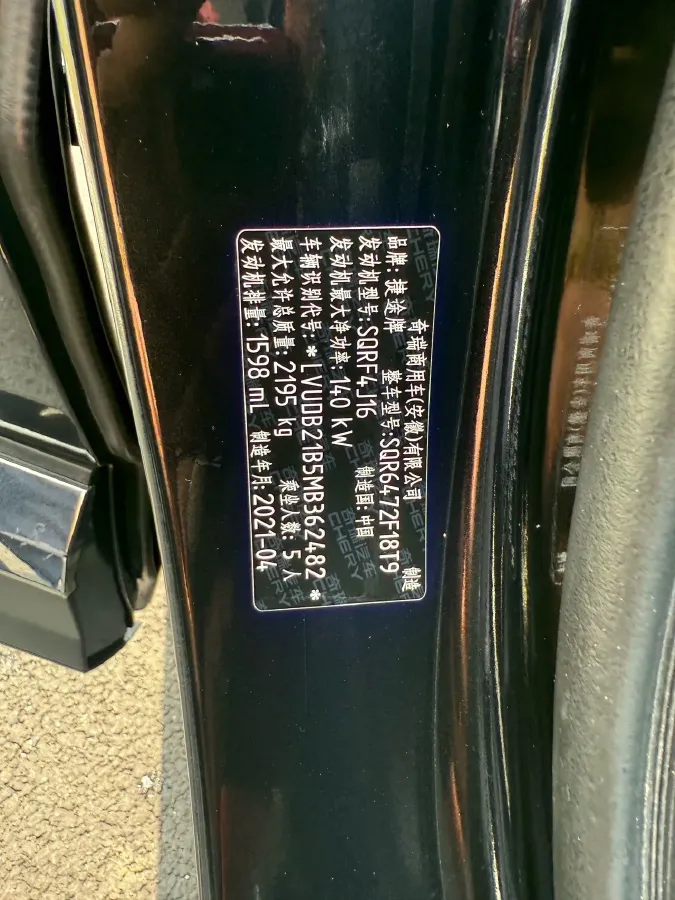 奇瑞商用车(安徽)有限公司 制造
品牌: 捷途牌 整车型号:SQR6472F18T9
发动机型号:SQRF4J16 制造国: 中国
发动机最大净功率: 140 kW
车辆识别代号: *LVUDB21B5MB362482*
最大允许总质量: 2195 kg 乘坐人数: 5人
发动机排量: 1598 mL 制造年月: 2021-04